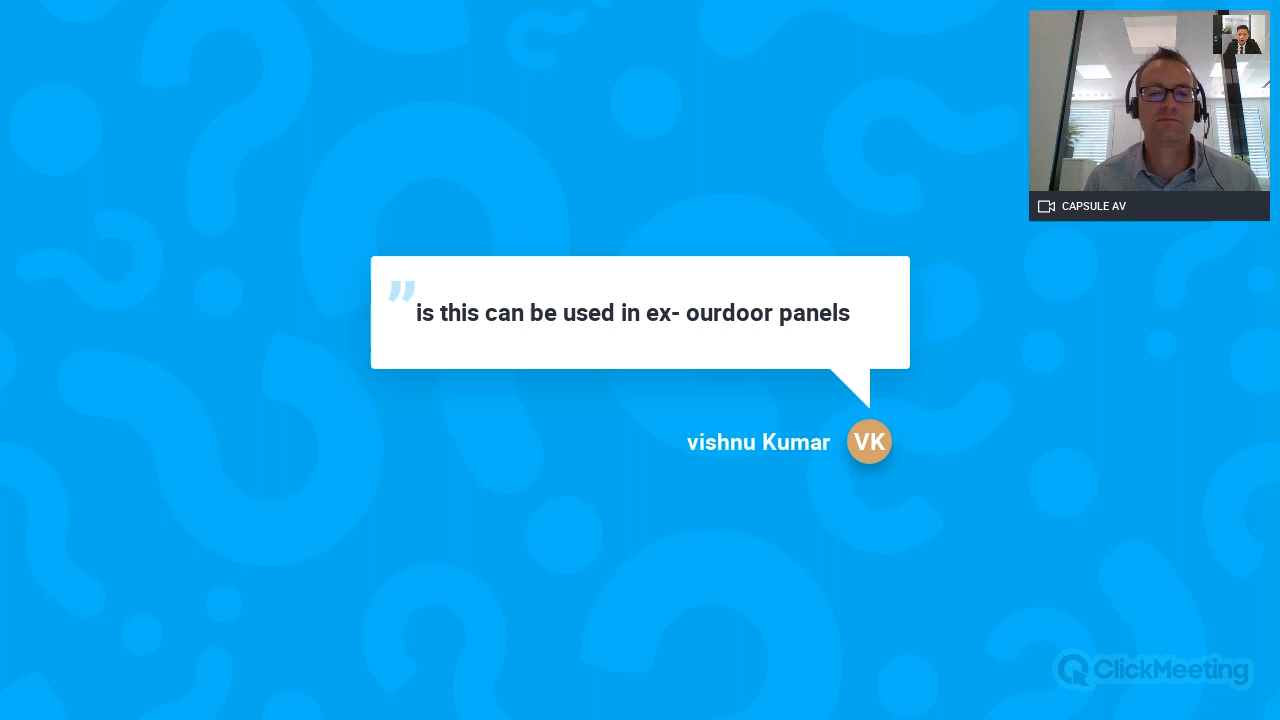 CAPSULE AV
" is this can be used in ex- ourdoor panels
vishnu Kumar VK
ClickMeeting